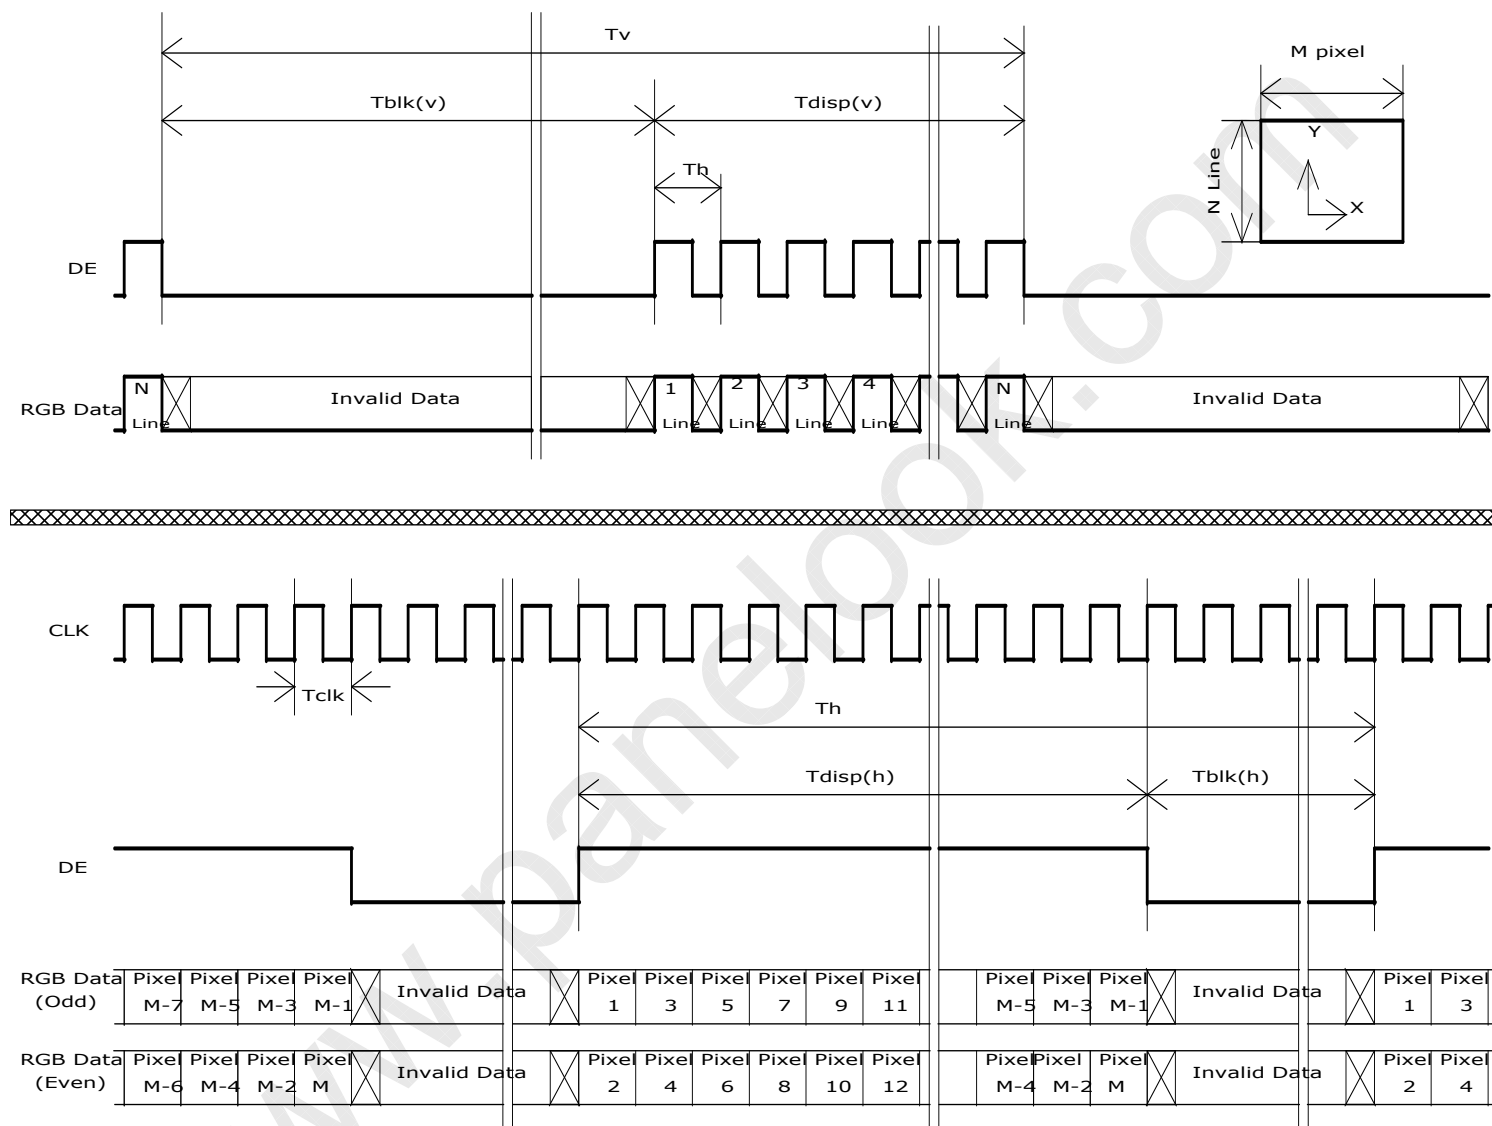 Tv
M pixel
Tblk(v) Tdisp(v)
Y
Th
N Line
X
DE
N 1 2 3 4 N
Invalid Data Invalid Data
RGB Data
Line Line Line Line Line Line
CLK
Tclk
Th
Tdisp(h) Tblk(h)
DE
RGB Data Pixel Pixel Pixel Pixel Invalid Data Pixel Pixel Pixel Pixel Pixel Pixel Pixel Pixel Pixel Invalid Data Pixel Pixel
(Odd) M-7 M-5 M-3 M-1 1 3 5 7 9 11 M-5 M-3 M-1 1 3
RGB Data Pixel Pixel Pixel Pixel Invalid Data Pixel Pixel Pixel Pixel Pixel Pixel Pixel Pixel Pixel Invalid Data Pixel Pixel
(Even) M-6 M-4 M-2 M 2 4 6 8 10 12 M-4 M-2 M 2 4
www.panelook.com